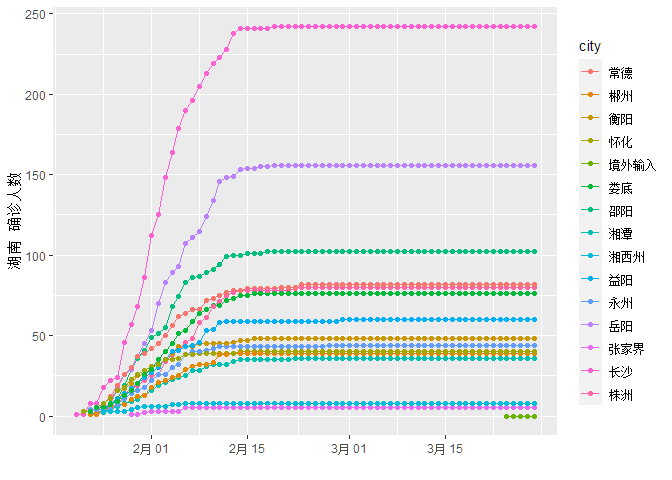 250
200
150
100
50
0
湖南 确诊人数
2月 01
2月 15
3月 01
3月 15
city
常德
郴州
衡阳
怀化
境外输入
娄底
邵阳
湘潭
湘西州
益阳
永州
岳阳
张家界
长沙
株洲